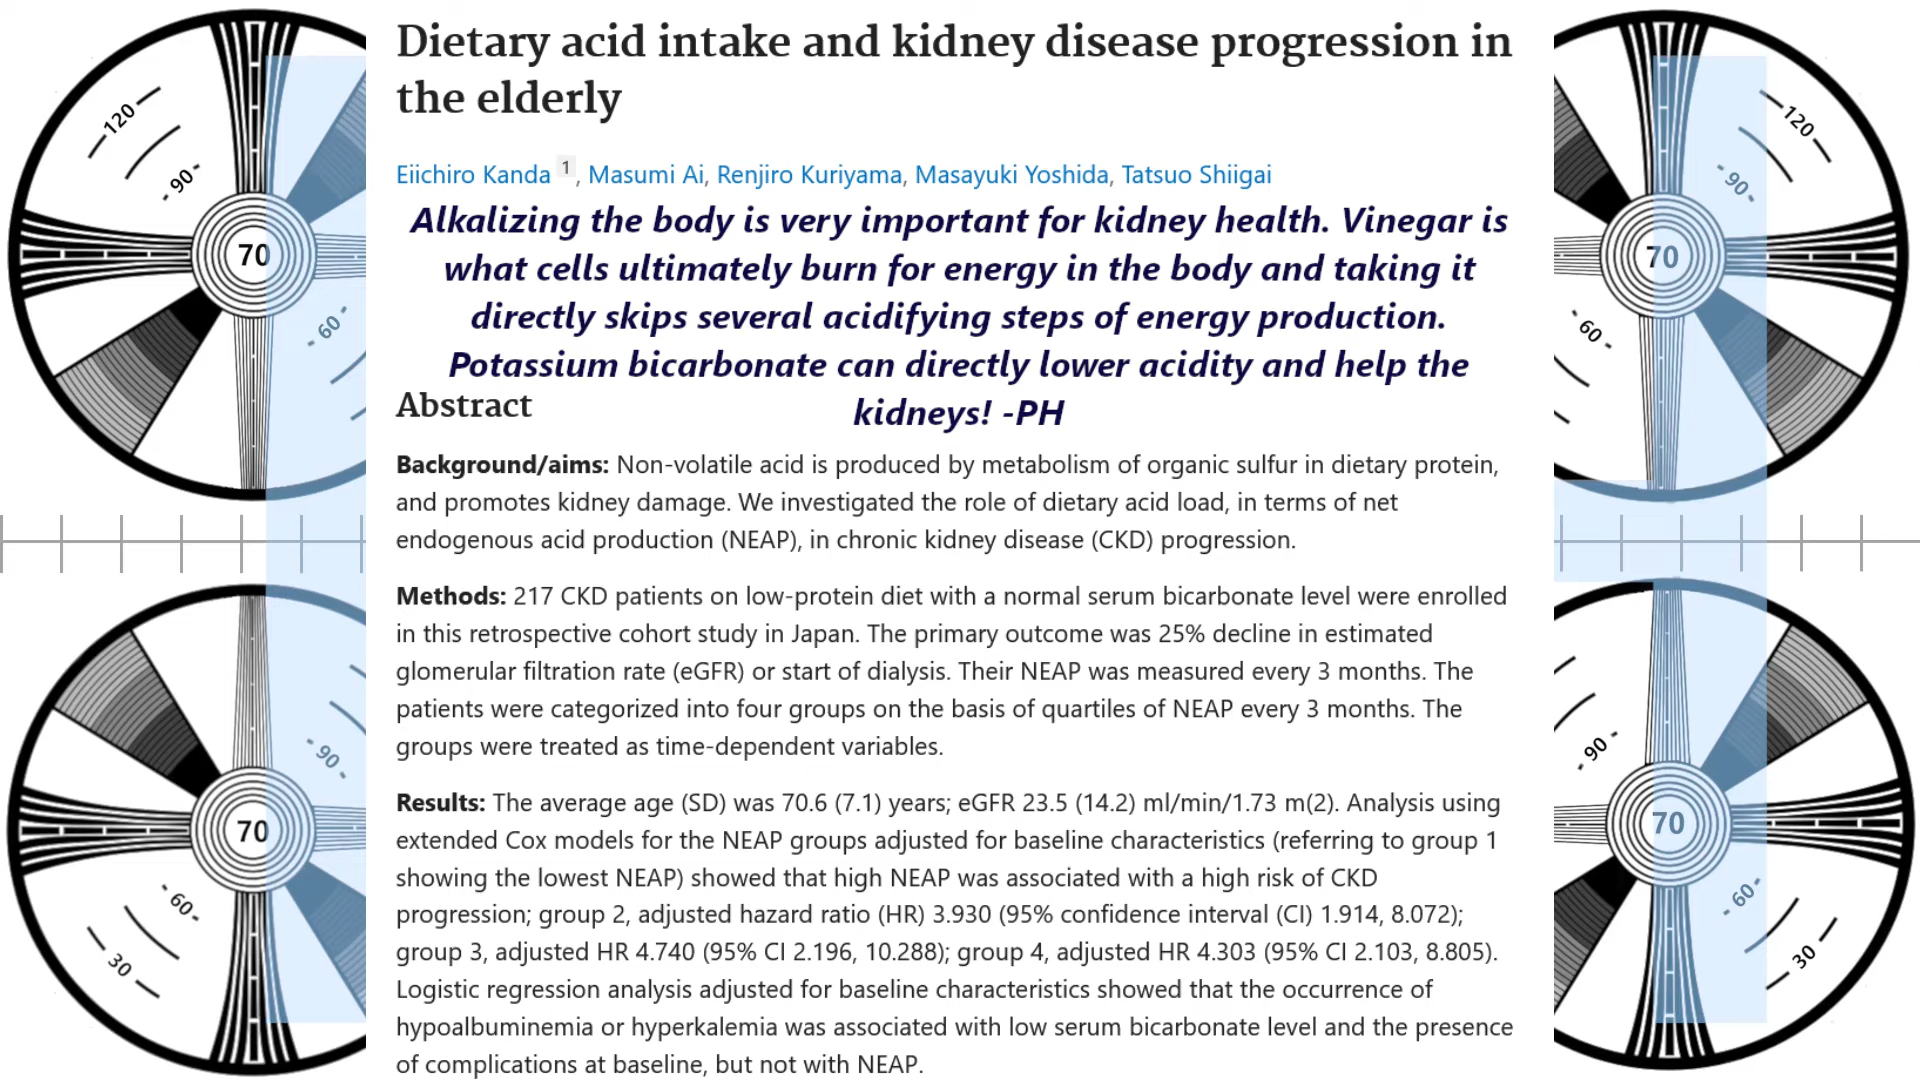 Dietary acid intake and kidney disease progression in
the elderly
Eiichiro Kanda 1, Masumi Ai, Renjiro Kuriyama, Masayuki Yoshida, Tatsuo Shiigai
Alkalizing the body is very important for kidney health. Vinegar is
what cells ultimately burn for energy in the body and taking it
directly skips several acidifying steps of energy production.
Potassium bicarbonate can directly lower acidity and help the
kidneys! -PH
Abstract
Background/aims: Non-volatile acid is produced by metabolism of organic sulfur in dietary protein,
and promotes kidney damage. We investigated the role of dietary acid load, in terms of net
endogenous acid production (NEAP), in chronic kidney disease (CKD) progression.
Methods: 217 CKD patients on low-protein diet with a normal serum bicarbonate level were enrolled
in this retrospective cohort study in Japan. The primary outcome was 25% decline in estimated
glomerular filtration rate (eGFR) or start of dialysis. Their NEAP was measured every 3 months. The
patients were categorized into four groups on the basis of quartiles of NEAP every 3 months. The
groups were treated as time-dependent variables.
Results: The average age (SD) was 70.6 (7.1) years; eGFR 23.5 (14.2) ml/min/1.73 m(2). Analysis using
extended Cox models for the NEAP groups adjusted for baseline characteristics (referring to group 1
showing the lowest NEAP) showed that high NEAP was associated with a high risk of CKD
progression; group 2, adjusted hazard ratio (HR) 3.930 (95% confidence interval (CI) 1.914, 8.072);
group 3, adjusted HR 4.740 (95% CI 2.196, 10.288); group 4, adjusted HR 4.303 (95% CI 2.103, 8.805).
Logistic regression analysis adjusted for baseline characteristics showed that the occurrence of
hypoalbuminemia or hyperkalemia was associated with low serum bicarbonate level and the presence
of complications at baseline, but not with NEAP.
120
- 90 -
70
- 60 -
120
- 90 -
70
- 60 -
- 90 -
70
- 60 -
30
- 90 -
70
- 60 -
30